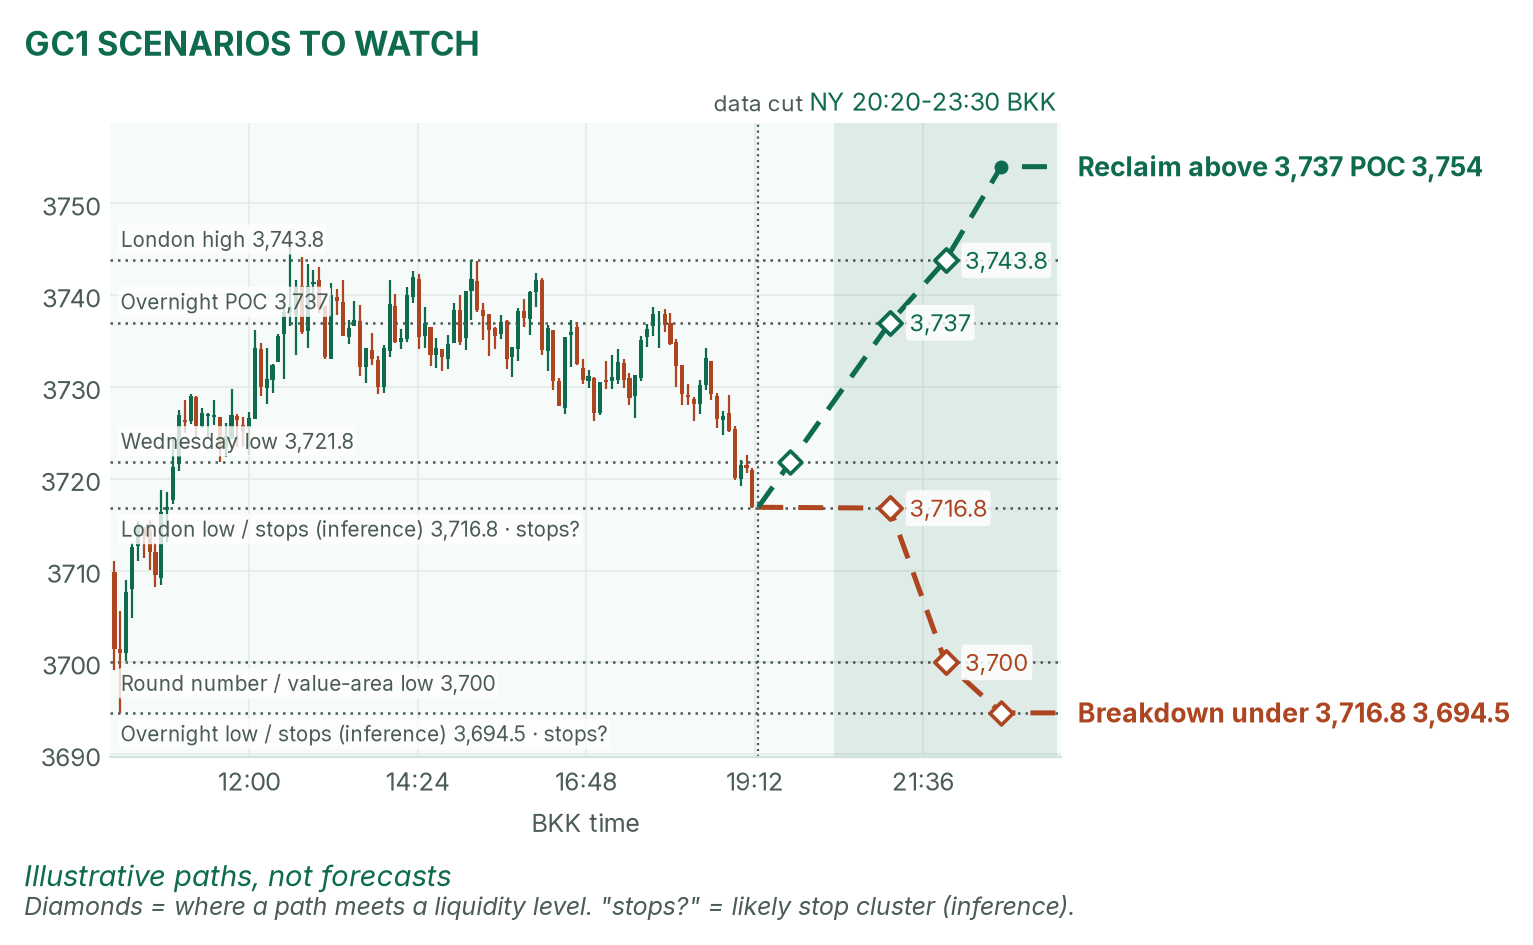 GC1 SCENARIOS TO WATCH
data cut NY 20:20-23:30 BKK
Reclaim above 3,737 POC 3,754
3750
London high 3,743.8
3,743.8
3740
Overnight POC 3,737
3,737
3730
Wednesday low 3,721.8
3720
3,716.8
London low / stops (inference) 3,716.8 · stops?
3710
3700
3,700
Round number / value-area low 3,700
Breakdown under 3,716.8 3,694.5
Overnight low / stops (inference) 3,694.5 · stops?
3690
12:00 14:24 16:48 19:12 21:36
BKK time
Illustrative paths, not forecasts
Diamonds = where a path meets a liquidity level. "stops?" = likely stop cluster (inference).